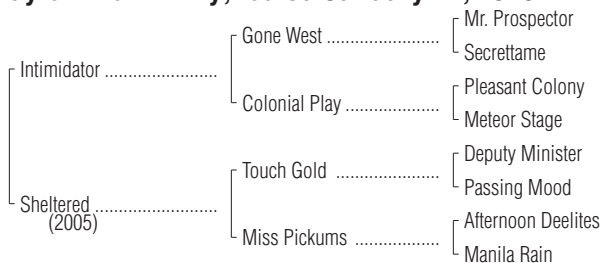 Mr. Prospector
Gone West ........................
Secrettame
Intimidator ........................
Pleasant Colony
Colonial Play ....................
Meteor Stage
Deputy Minister
Touch Gold ......................
Passing Mood
Sheltered ..........................
(2005)
Afternoon Deelites
Miss Pickums ..................
Manila Rain